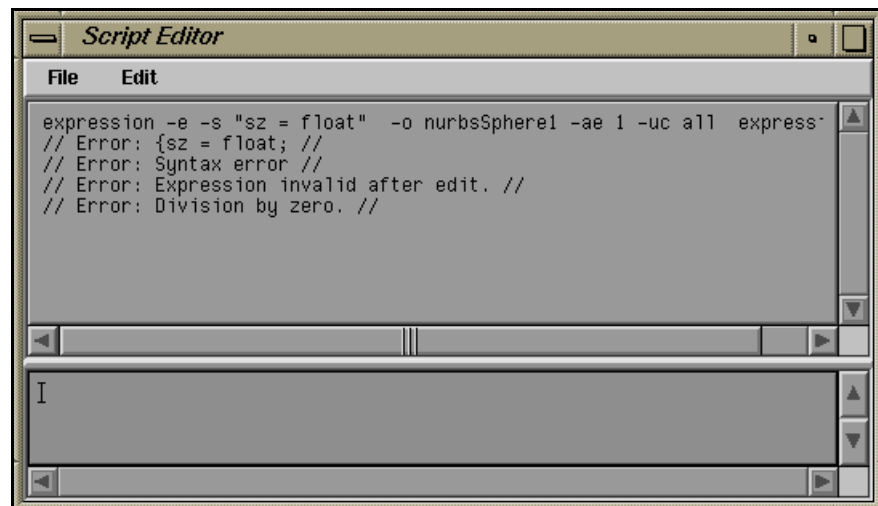 Script Editor
File Edit
expression -e -s "sz = float" -o nurbsSphere1 -ae 1 -uc all express
// Error: {sz = float; //
// Error: Syntax error //
// Error: Expression invalid after edit. //
// Error: Division by zero. //